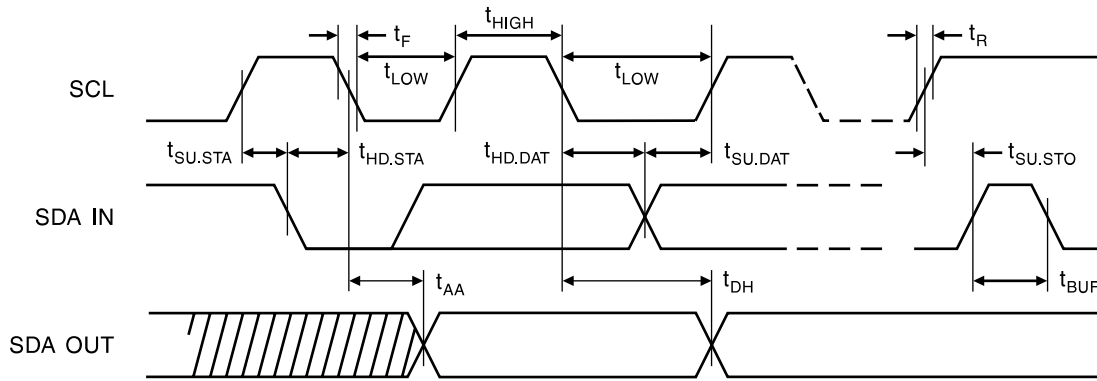 tHIGH
tF
tR
tLOW
tLOW
SCL
tSU.STA
tHD.STA
tHD.DAT
tSU.DAT
tSU.STO
SDA IN
tAA
tDH
tBUF
SDA OUT